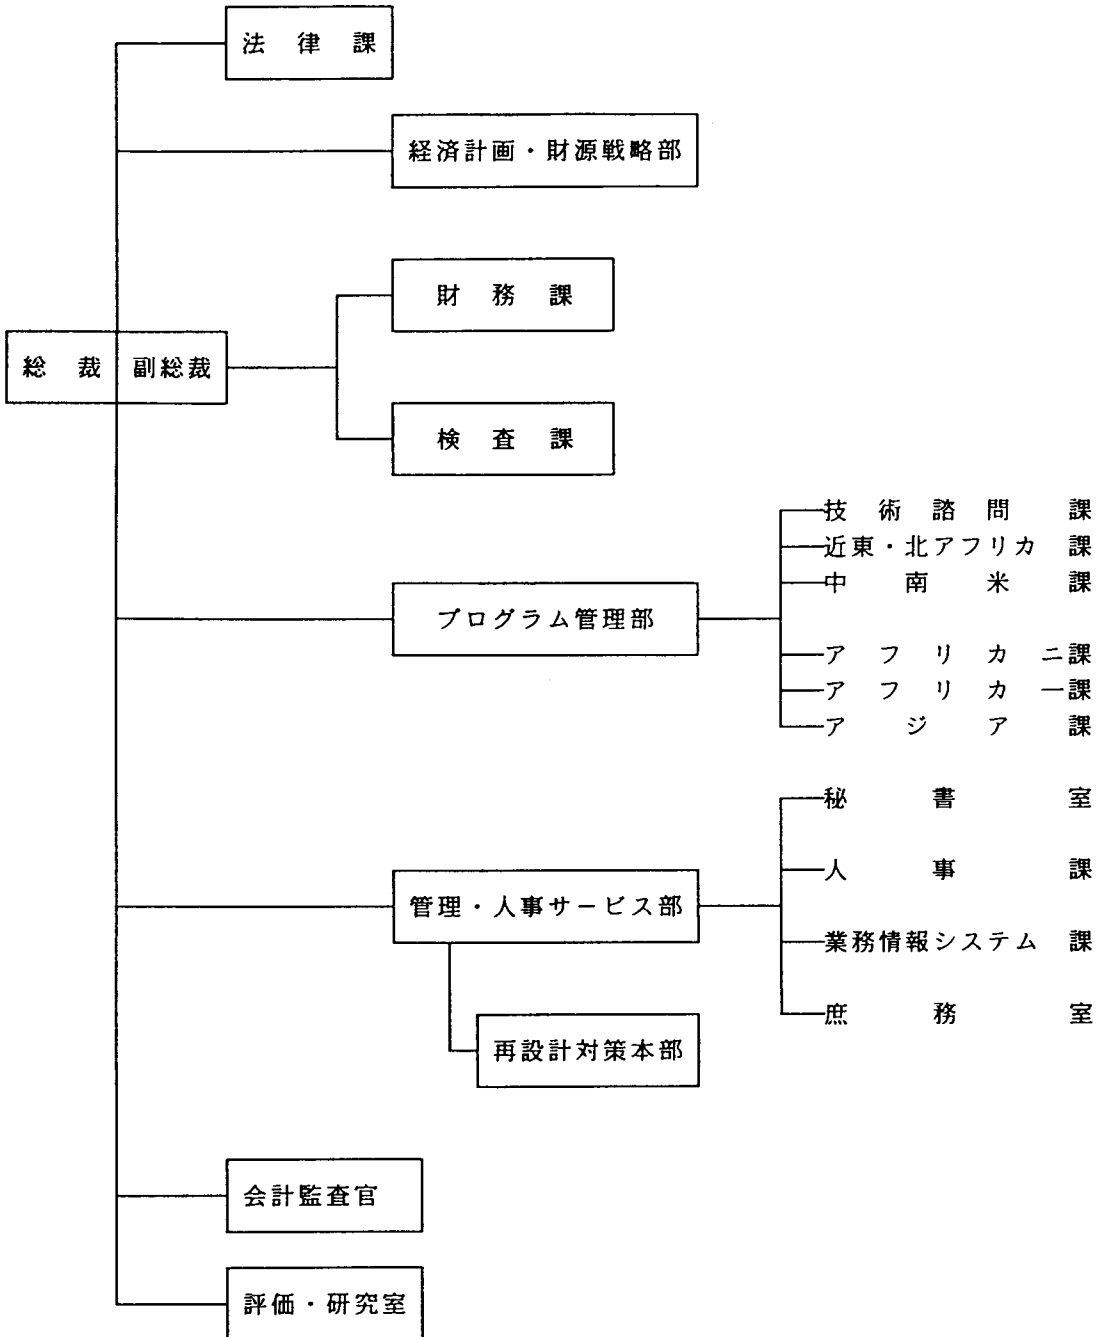 法律課
経済計画・財源戦略部
財務課
総裁 副総裁
検査課
技術諮問課
近東・北アフリカ課
中南米課
プログラム管理部
アフリカ二課
アフリカ一課
アジア課
秘書室
人事課
管理・人事サービス部
業務情報システム課
庶務室
再設計対策本部
会計監査官
評価・研究室